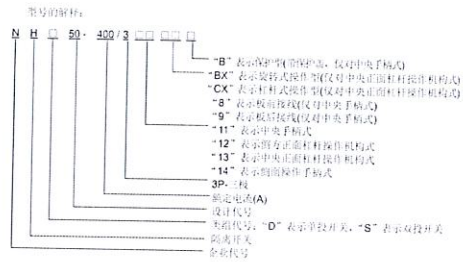 型号的解释：
N H □ 50 - 400 / 3 □□ □□ □
"B" 表示保护型(带保护盖，仅对中央手柄式)
"BX" 表示旋转式操作型(仅对中央正面杠杆操作机构式)
"CX" 表示杠杆式操作型(仅对中央正面杠杆操作机构式)
"8" 表示板前接线(仅对中央手柄式)
"9" 表示板后接线(仅对中央手柄式)
"11" 表示中央手柄式
"12" 表示侧方正面杠杆操作机构式
"13" 表示中央正面杠杆操作机构式
"14" 表示侧面操作手柄式
3P-三极
额定电流(A)
设计代号
类组代号："D" 表示单投开关，"S" 表示双投开关
隔离开关
企业代号